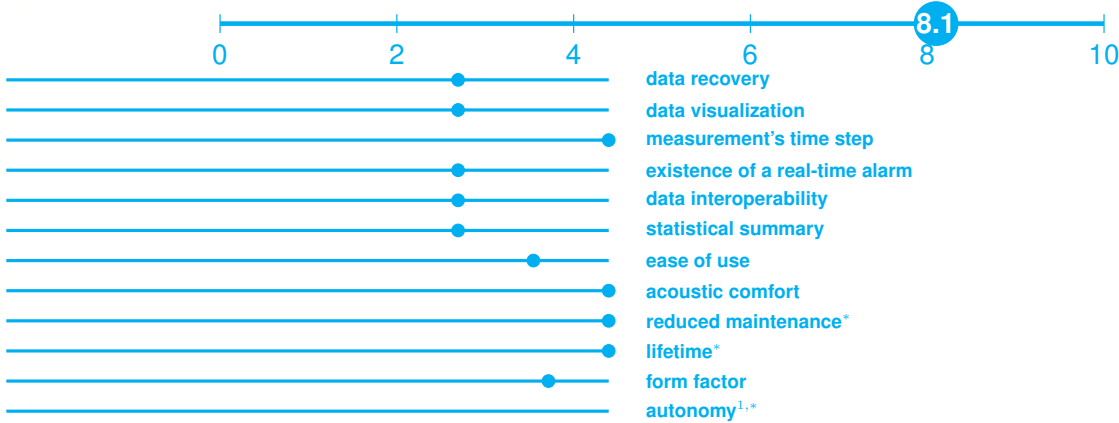 8.1
0 2 4 6 8 10
data recovery
data visualization
measurement's time step
existence of a real-time alarm
data interoperability
statistical summary
ease of use
acoustic comfort
reduced maintenance*
lifetime*
form factor
autonomy1,*